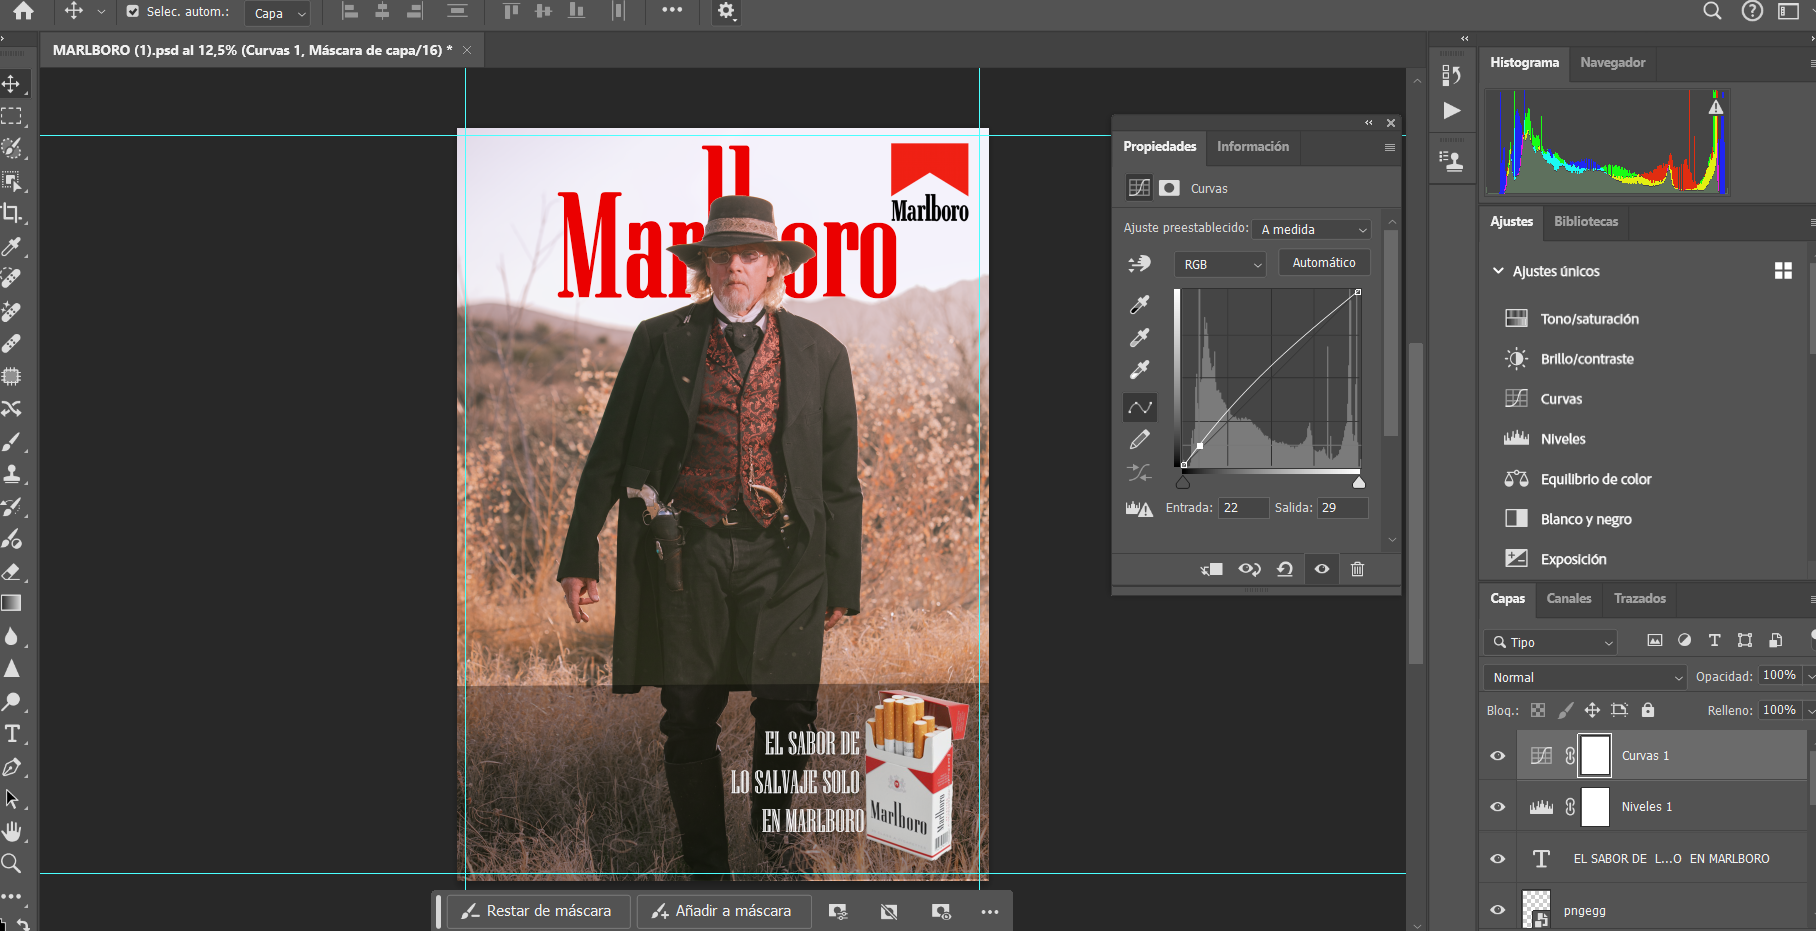 Selec. autom.:
Capa
MARLBORO (1).psd al 12,5% (Curvas 1, Máscara de capa/16) *
Marlboro
Marlboro
EL SABOR DE
LO SALVAJE SOLO
EN MARLBORO
Marlboro
Marlboro
Restar de máscara
Añadir a máscara
Propiedades
Información
Curvas
Ajuste preestablecido:
A medida
RGB
Automático
Entrada: 22
Salida: 29
Histograma
Navegador
Ajustes
Bibliotecas
Ajustes únicos
Tono/saturación
Brillo/contraste
Curvas
Niveles
Equilibrio de color
Blanco y negro
Exposición
Capas
Canales
Trazados
Tipo
Normal
Opacidad: 100%
Bloq.:
Relleno: 100%
Curvas 1
Niveles 1
EL SABOR DE L...O EN MARLBORO
pngegg